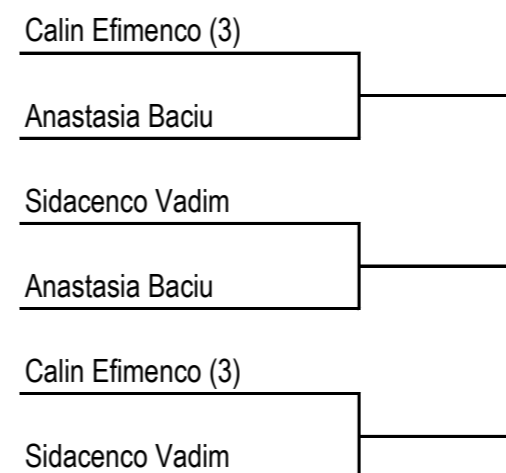 Calin Efimenco (3)
Anastasia Baciu
Sidacenco Vadim
Anastasia Baciu
Calin Efimenco (3)
Sidacenco Vadim